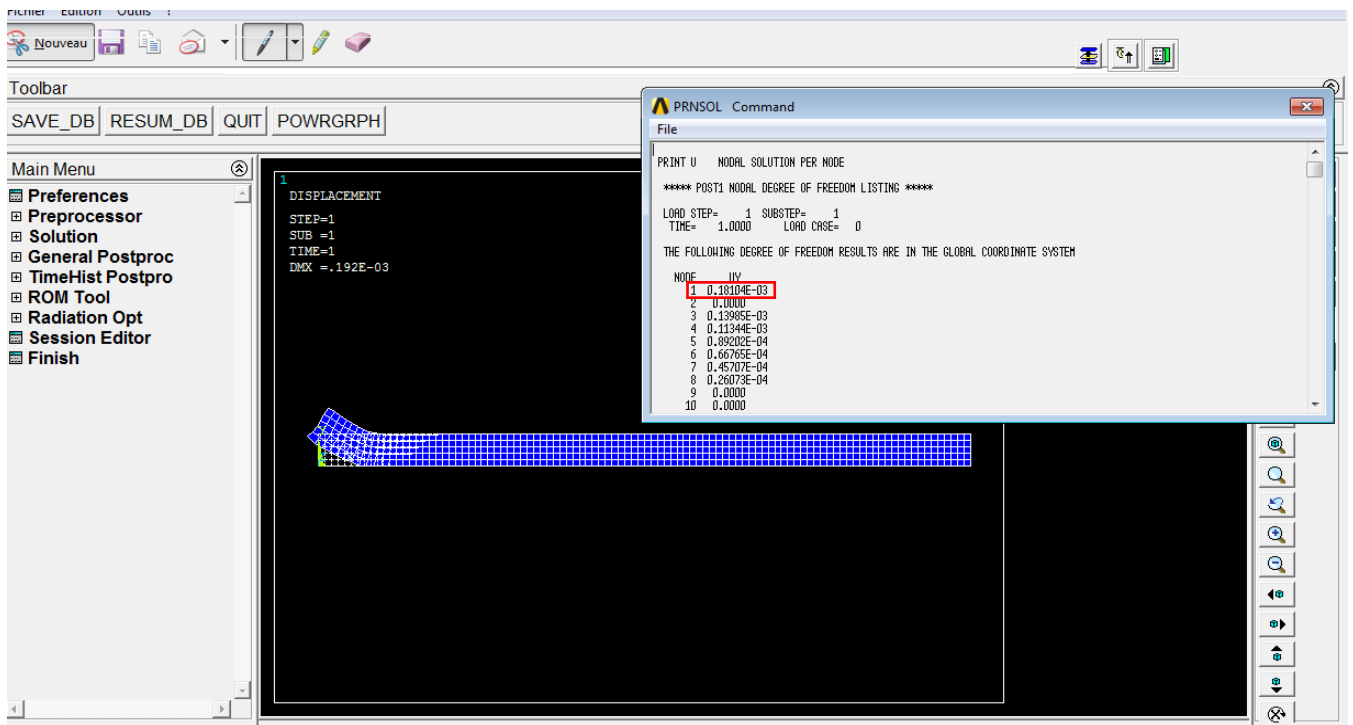 Fichier Edition Outils ?
Nouveau
Toolbar
SAVE_DB RESUM_DB QUIT POWRGRPH
Main Menu
Preferences
Preprocessor
Solution
General Postproc
TimeHist Postpro
ROM Tool
Radiation Opt
Session Editor
Finish
1
DISPLACEMENT
STEP=1
SUB =1
TIME=1
DMX =.192E-03
PRNSOL Command
File
PRINT U NODAL SOLUTION PER NODE
***** POST1 NODAL DEGREE OF FREEDOM LISTING *****
LOAD STEP= 1 SUBSTEP= 1
TIME= 1.0000 LOAD CASE= 0
THE FOLLOWING DEGREE OF FREEDOM RESULTS ARE IN THE GLOBAL COORDINATE SYSTEM
NODE UY
1 0.18104E-03
2 0.0000
3 0.13985E-03
4 0.11344E-03
5 0.89202E-04
6 0.66765E-04
7 0.45707E-04
8 0.26073E-04
9 0.0000
10 0.0000